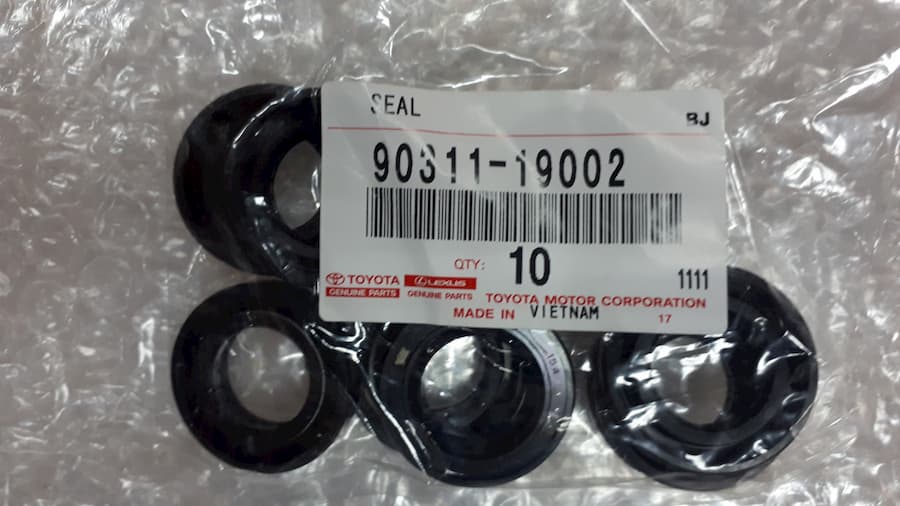 SEAL
BJ
90311-19002
QTY: 10
1111
TOYOTA LEXUS
GENUINE PARTS GENUINE PARTS TOYOTA MOTOR CORPORATION
MADE IN VIETNAM 17